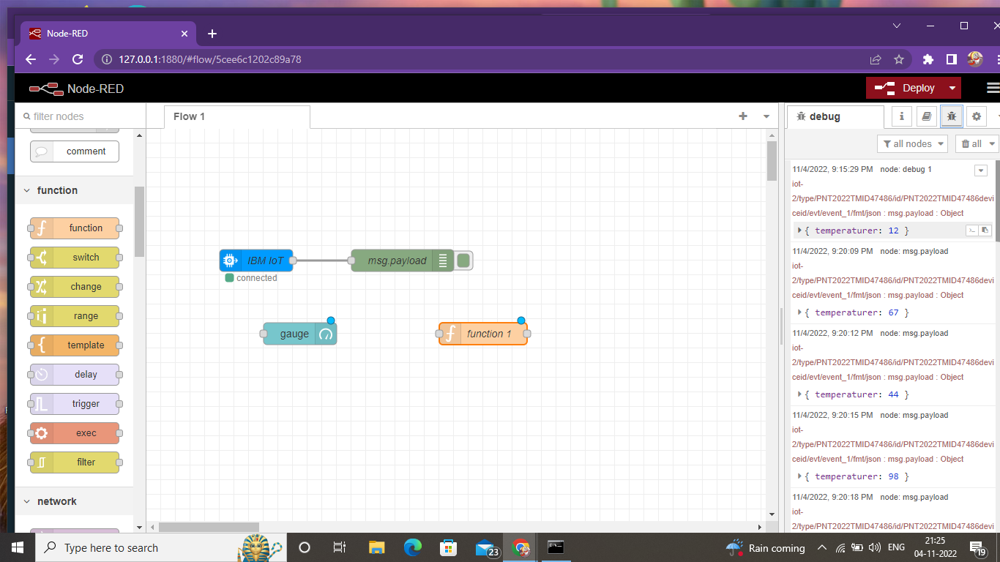 Node-RED
127.0.0.1:1880/#flow/5cee6c1202c89a78
Node-RED
Deploy
filter nodes
Flow 1
debug
i
all nodes
all
comment
function
function
switch
change
range
template
delay
trigger
exec
filter
network
IBM IoT
connected
msg.payload
gauge
function 1
11/4/2022, 9:15:29 PM node: debug 1
iot-
2/type/PNT2022TMID47486/id/PNT2022TMID47486devi
ceid/evt/event_1/fmt/json : msg.payload : Object
{ temperaturer: 12 }
11/4/2022, 9:20:09 PM node: msg.payload
iot-
2/type/PNT2022TMID47486/id/PNT2022TMID47486devi
ceid/evt/event_1/fmt/json : msg.payload : Object
{ temperaturer: 67 }
11/4/2022, 9:20:12 PM node: msg.payload
iot-
2/type/PNT2022TMID47486/id/PNT2022TMID47486devi
ceid/evt/event_1/fmt/json : msg.payload : Object
{ temperaturer: 44 }
11/4/2022, 9:20:15 PM node: msg.payload
iot-
2/type/PNT2022TMID47486/id/PNT2022TMID47486devi
ceid/evt/event_1/fmt/json : msg.payload : Object
{ temperaturer: 98 }
11/4/2022, 9:20:18 PM node: msg.payload
iot-
2/type/PNT2022TMID47486/id/PNT2022TMID47486devi
Type here to search
23
Rain coming
ENG
21:25
04-11-2022
19